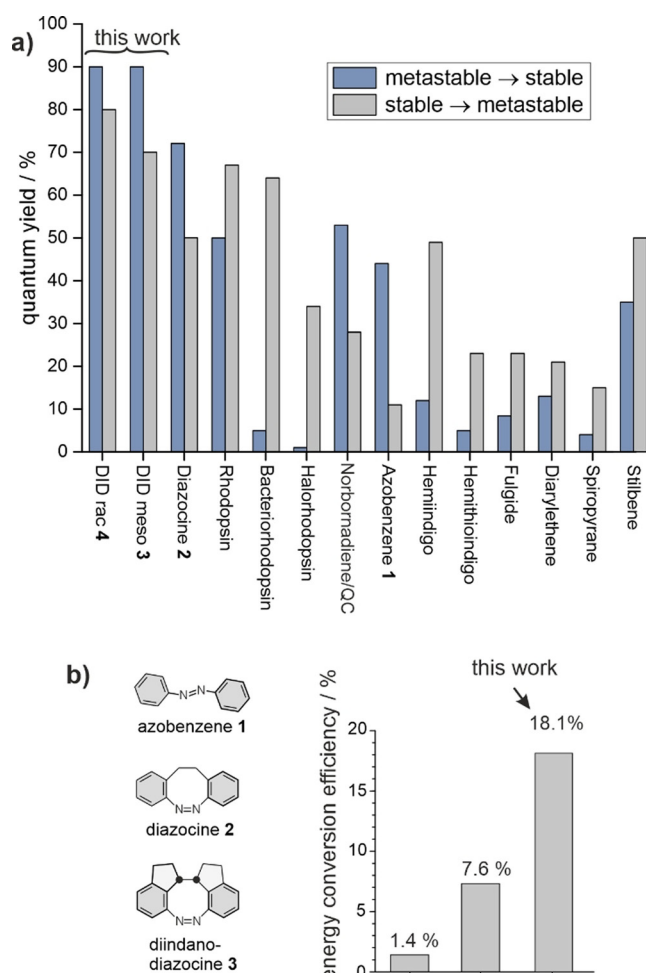 a)
this work
metastable → stable
stable → metastable
quantum yield / %
100
90
80
70
60
50
40
30
20
10
0
DID rac 4
DID meso 3
Diazocine 2
Rhodopsin
Bacteriorhodopsin
Halorhodopsin
Norbornadiene/QC
Azobenzene 1
Hemiindigo
Hemithioindigo
Fulgide
Diarylethene
Spiropyrane
Stilbene
b)
N=N
azobenzene 1
N=N
diazocine 2
N=N
diindano-
diazocine 3
this work
energy conversion efficiency / %
20
15
10
5
0
1.4 %
7.6 %
18.1%